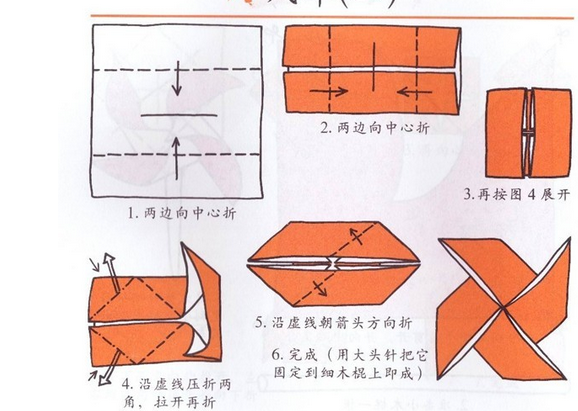 1. 两边向中心折
2. 两边向中心折
3. 再按图 4 展开
4. 沿虚线压折两
角，拉开再折
5. 沿虚线朝箭头方向折
6. 完成（用大头针把它
固定到细木棍上即成）